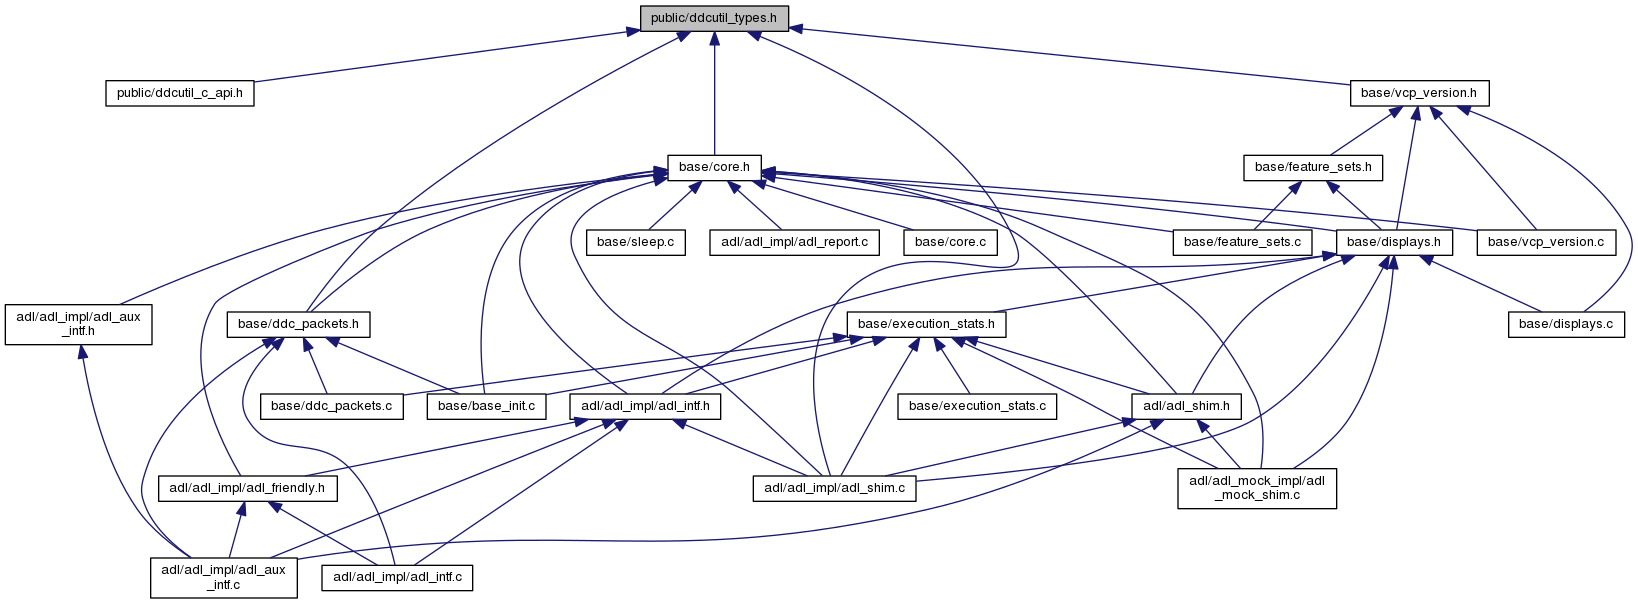 public/ddcutil_types.h
public/ddcutil_c_api.h
base/vcp_version.h
base/core.h
base/feature_sets.h
base/sleep.c
adl/adl_impl/adl_report.c
base/core.c
base/feature_sets.c
base/displays.h
base/vcp_version.c
adl/adl_impl/adl_aux
_intf.h
base/ddc_packets.h
base/execution_stats.h
base/displays.c
base/ddc_packets.c
base/base_init.c
adl/adl_impl/adl_intf.h
base/execution_stats.c
adl/adl_shim.h
adl/adl_impl/adl_friendly.h
adl/adl_impl/adl_shim.c
adl/adl_mock_impl/adl
_mock_shim.c
adl/adl_impl/adl_aux
_intf.c
adl/adl_impl/adl_intf.c